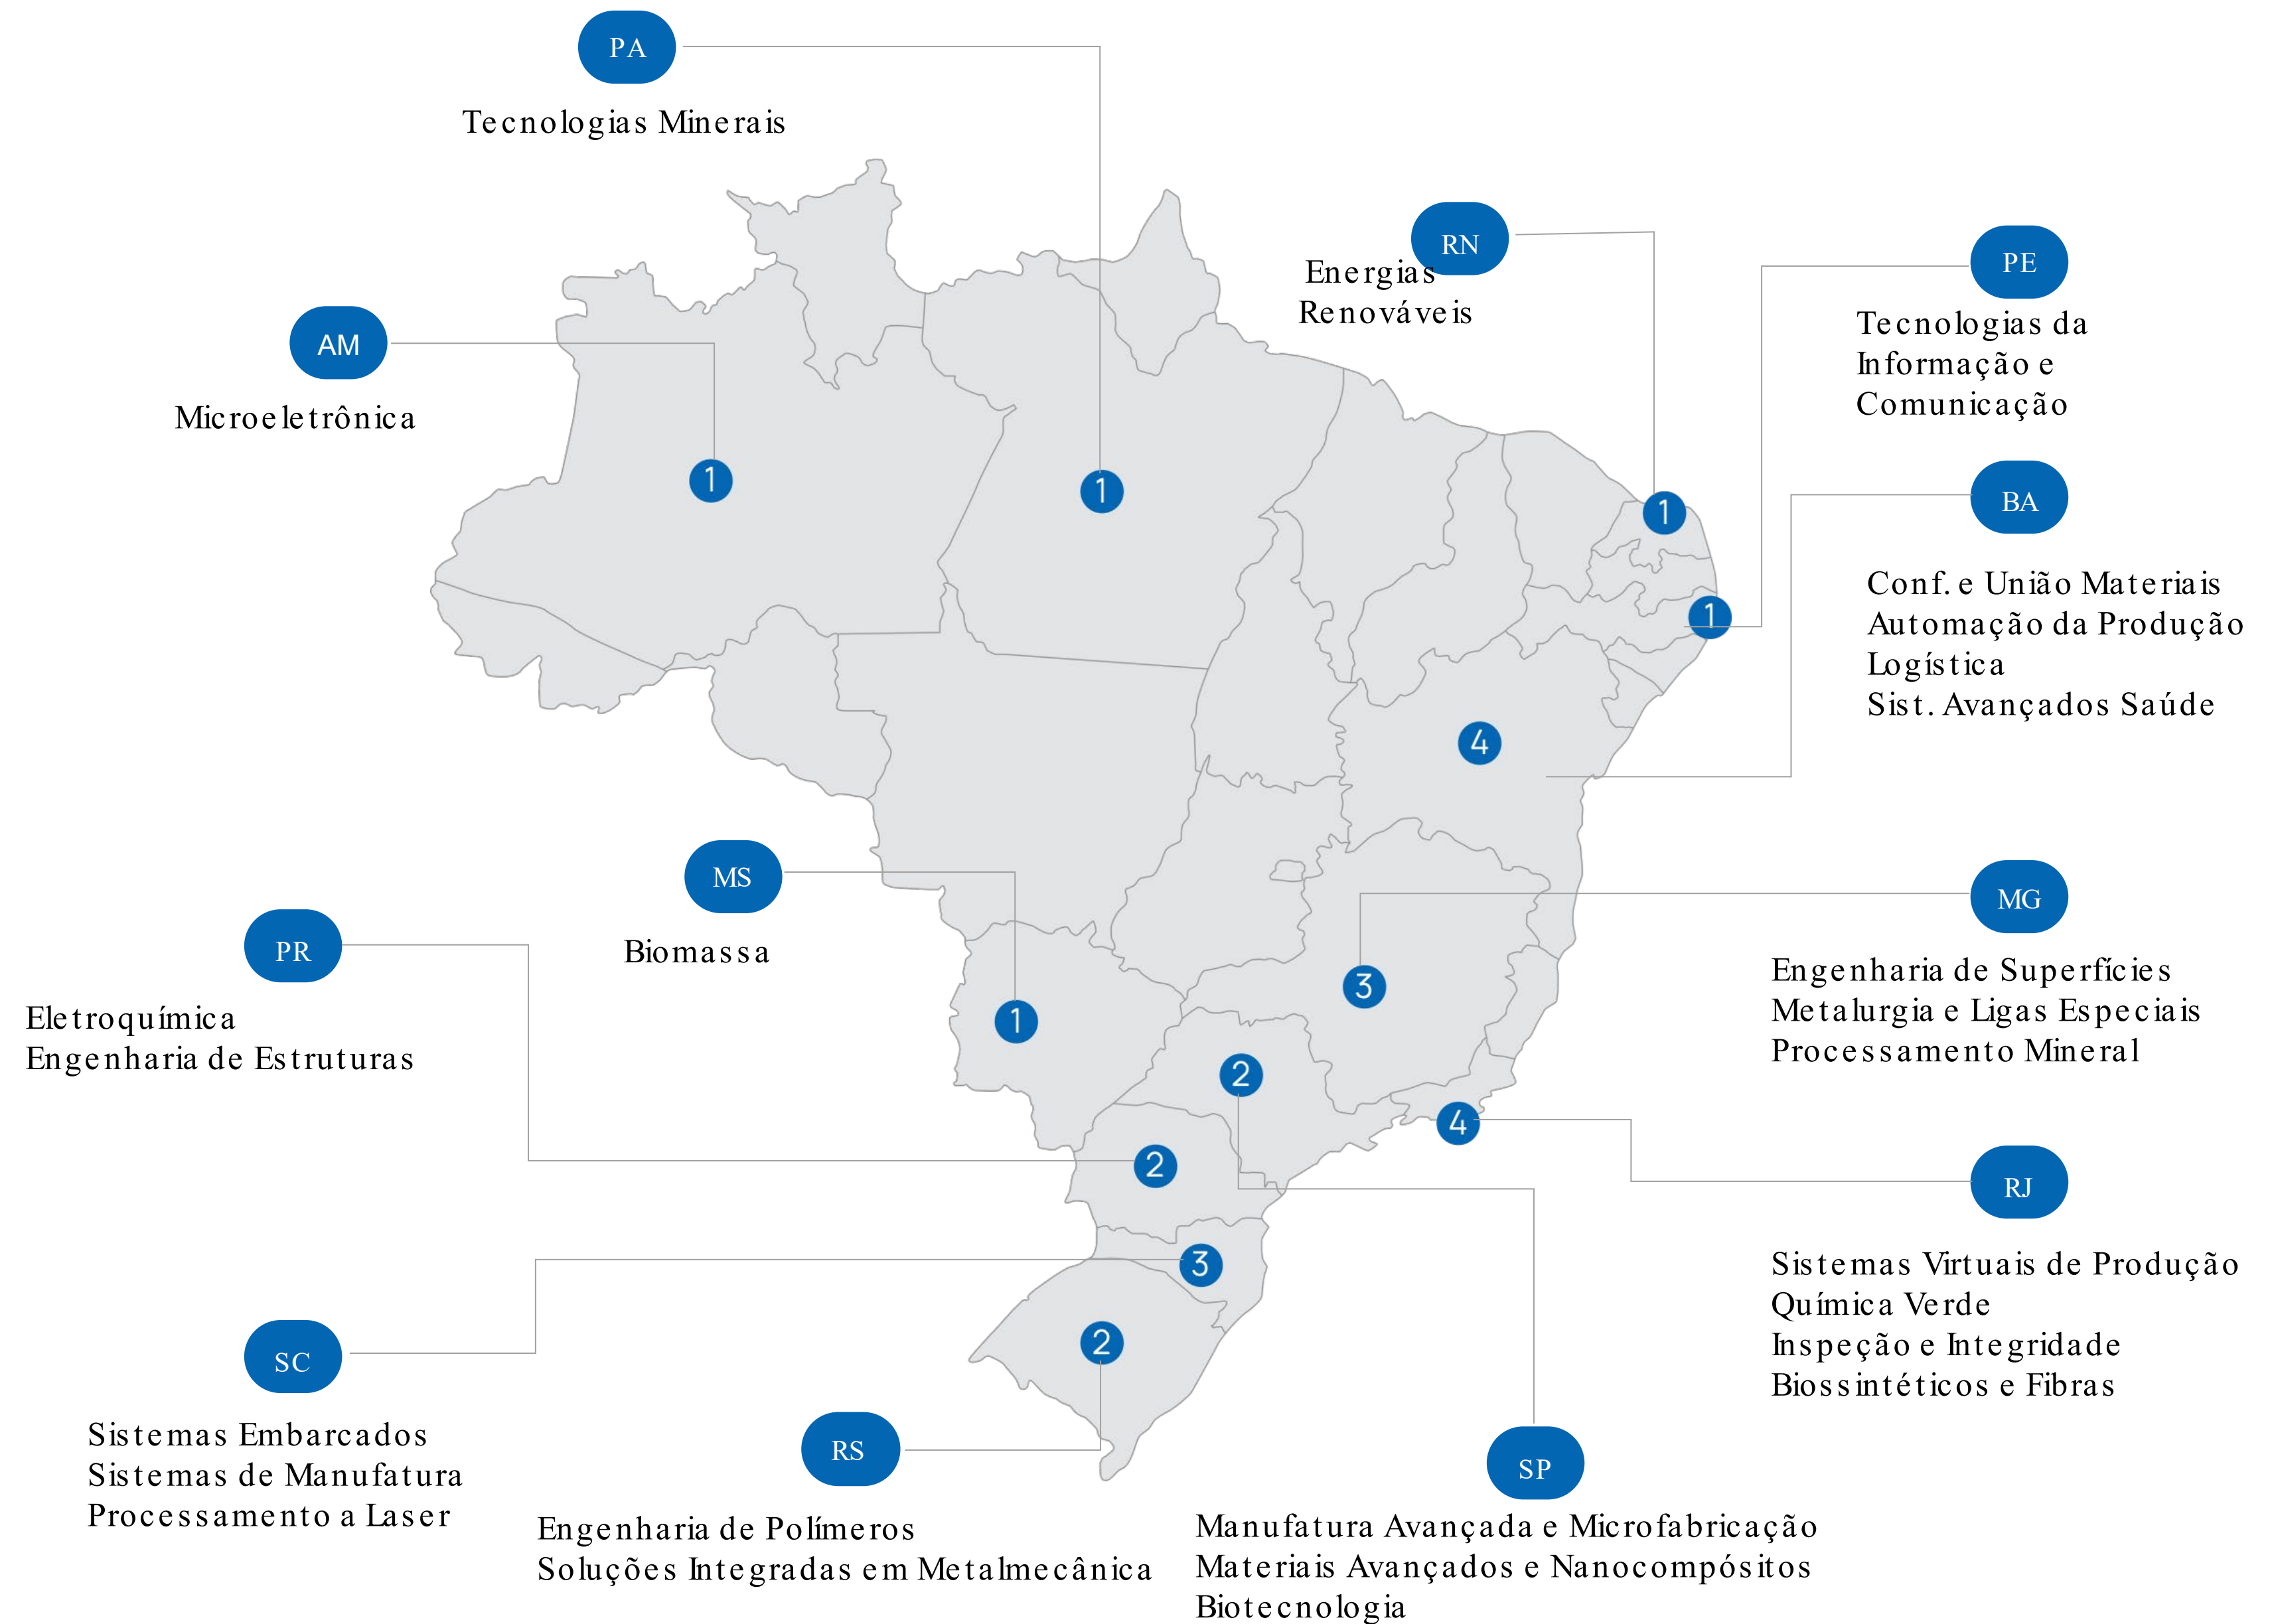 PA
Tecnologias Minerais
RN
Energias
Renováveis
PE
Tecnologias da
Informação e
Comunicação
AM
Microeletrônica
BA
Conf. e União Materiais
Automação da Produção
Logística
Sist. Avançados Saúde
1
1
1
1
4
MS
Biomassa
MG
Engenharia de Superfícies
Metalurgia e Ligas Especiais
Processamento Mineral
PR
Eletroquímica
Engenharia de Estruturas
3
1
2
4
2
3
2
RJ
Sistemas Virtuais de Produção
Química Verde
Inspeção e Integridade
Biossintéticos e Fibras
SC
Sistemas Embarcados
Sistemas de Manufatura
Processamento a Laser
RS
Engenharia de Polímeros
Soluções Integradas em Metalmecânica
SP
Manufatura Avançada e Microfabricação
Materiais Avançados e Nanocompósitos
Biotecnologia